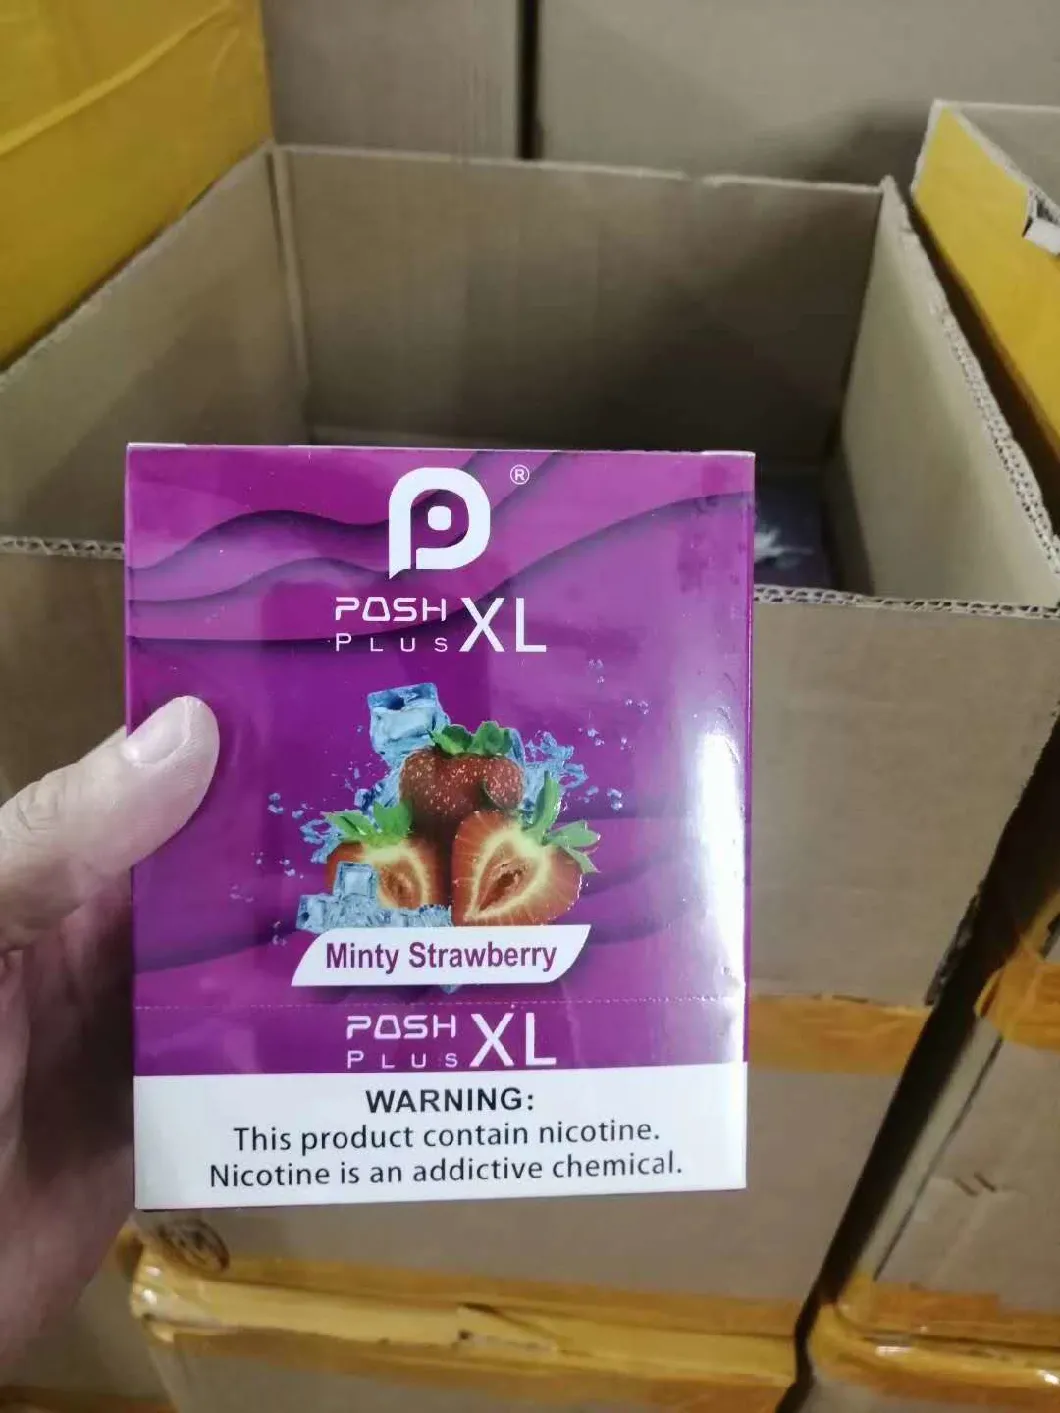 ®
POSH
PLUS XL
Minty Strawberry
POSH
PLUS XL
WARNING:
This product contain nicotine.
Nicotine is an addictive chemical.